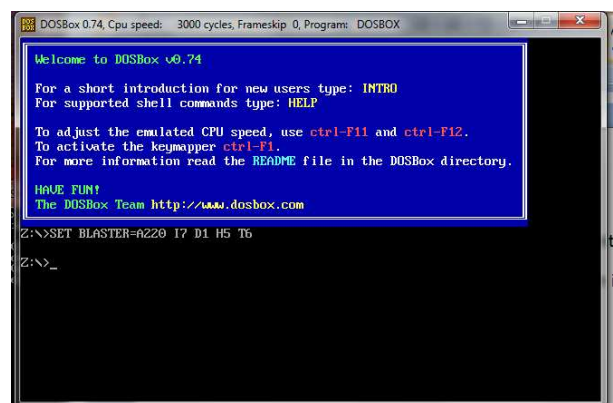 DOSBox 0.74, Cpu speed: 3000 cycles, Frameskip 0, Program: DOSBOX
Welcome to DOSBox v0.74
For a short introduction for new users type: INTRO
For supported shell commands type: HELP
To adjust the emulated CPU speed, use ctrl-F11 and ctrl-F12.
To activate the keymapper ctrl-F1.
For more information read the README file in the DOSBox directory.
HAVE FUN!
The DOSBox Team http://www.dosbox.com
Z:\>SET BLASTER=A220 I7 D1 H5 T6
Z:\>_